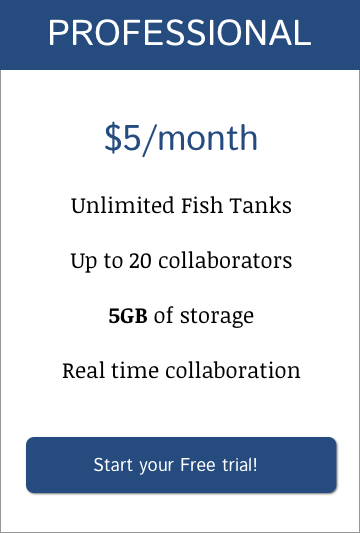 PROFESSIONAL
$5/month
Unlimited Fish Tanks
Up to 20 collaborators
5GB of storage
Real time collaboration
Start your Free trial!